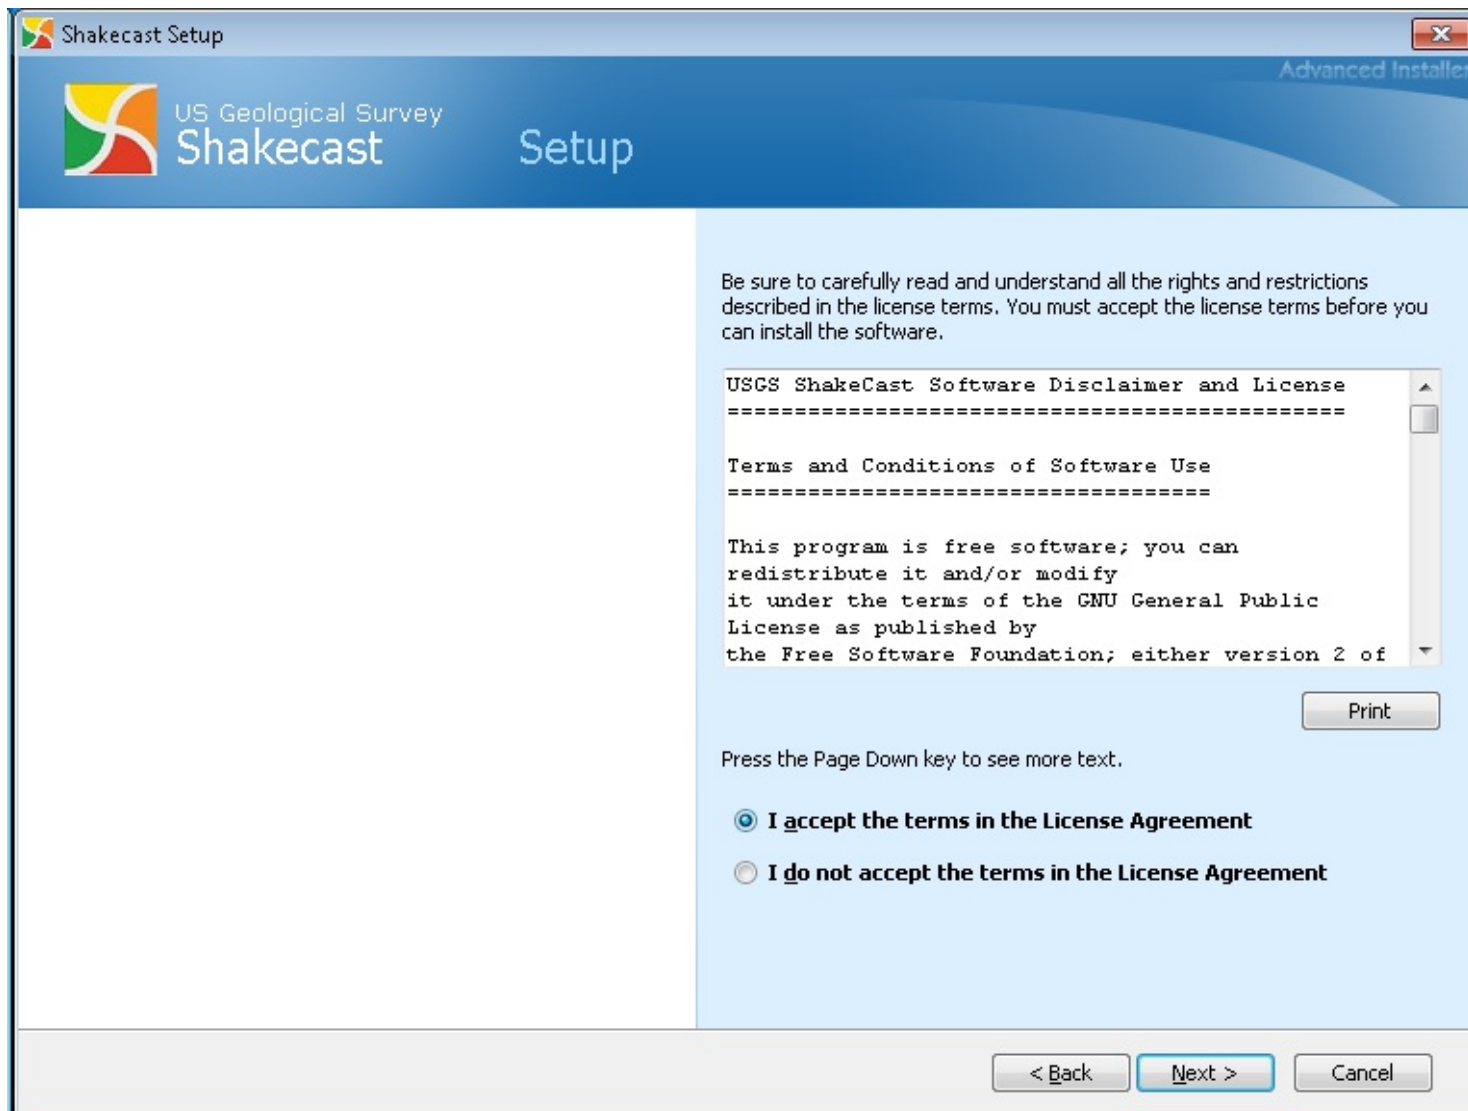 Shakecast Setup
Advanced Installer
US Geological Survey
Shakecast
Setup
Be sure to carefully read and understand all the rights and restrictions
described in the license terms. You must accept the license terms before you
can install the software.
USGS ShakeCast Software Disclaimer and License
==============================================
Terms and Conditions of Software Use
====================================
This program is free software; you can
redistribute it and/or modify
it under the terms of the GNU General Public
License as published by
the Free Software Foundation; either version 2 of
Print
Press the Page Down key to see more text.
I accept the terms in the License Agreement
I do not accept the terms in the License Agreement
< Back
Next >
Cancel